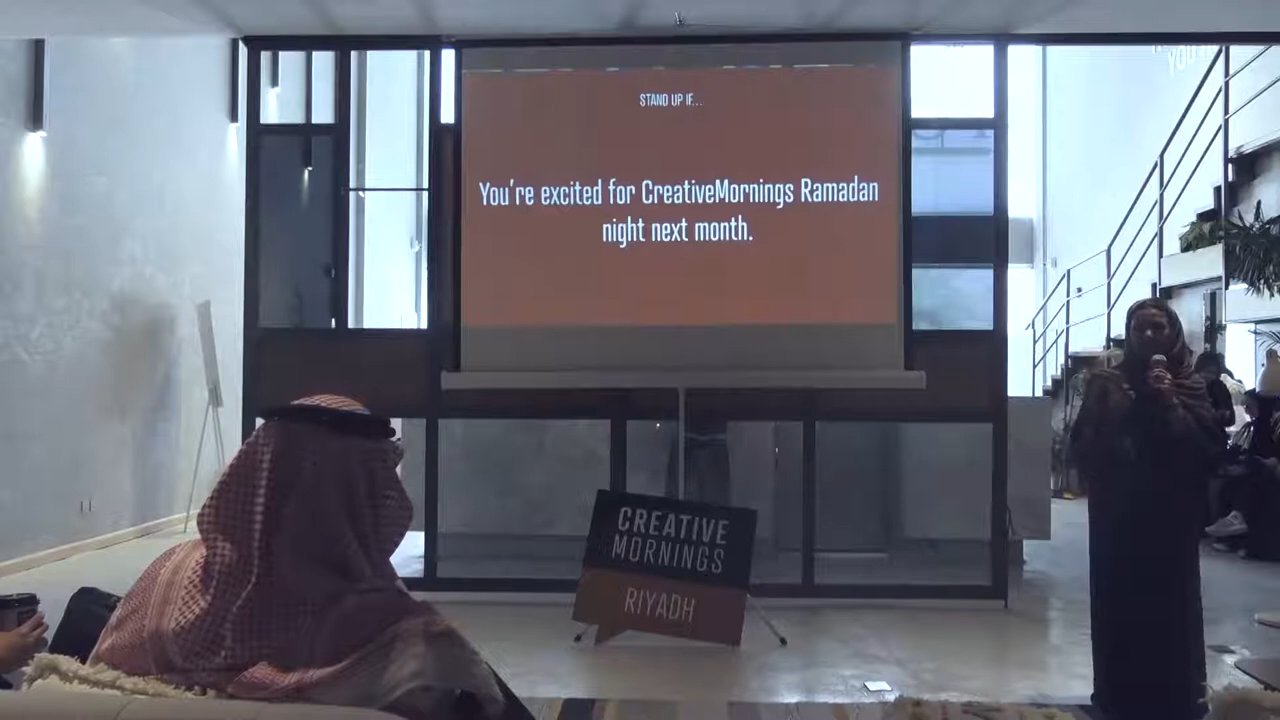 STAND UP IF...
You're excited for CreativeMornings Ramadan
night next month.
CREATIVE
MORNINGS
RIYADH